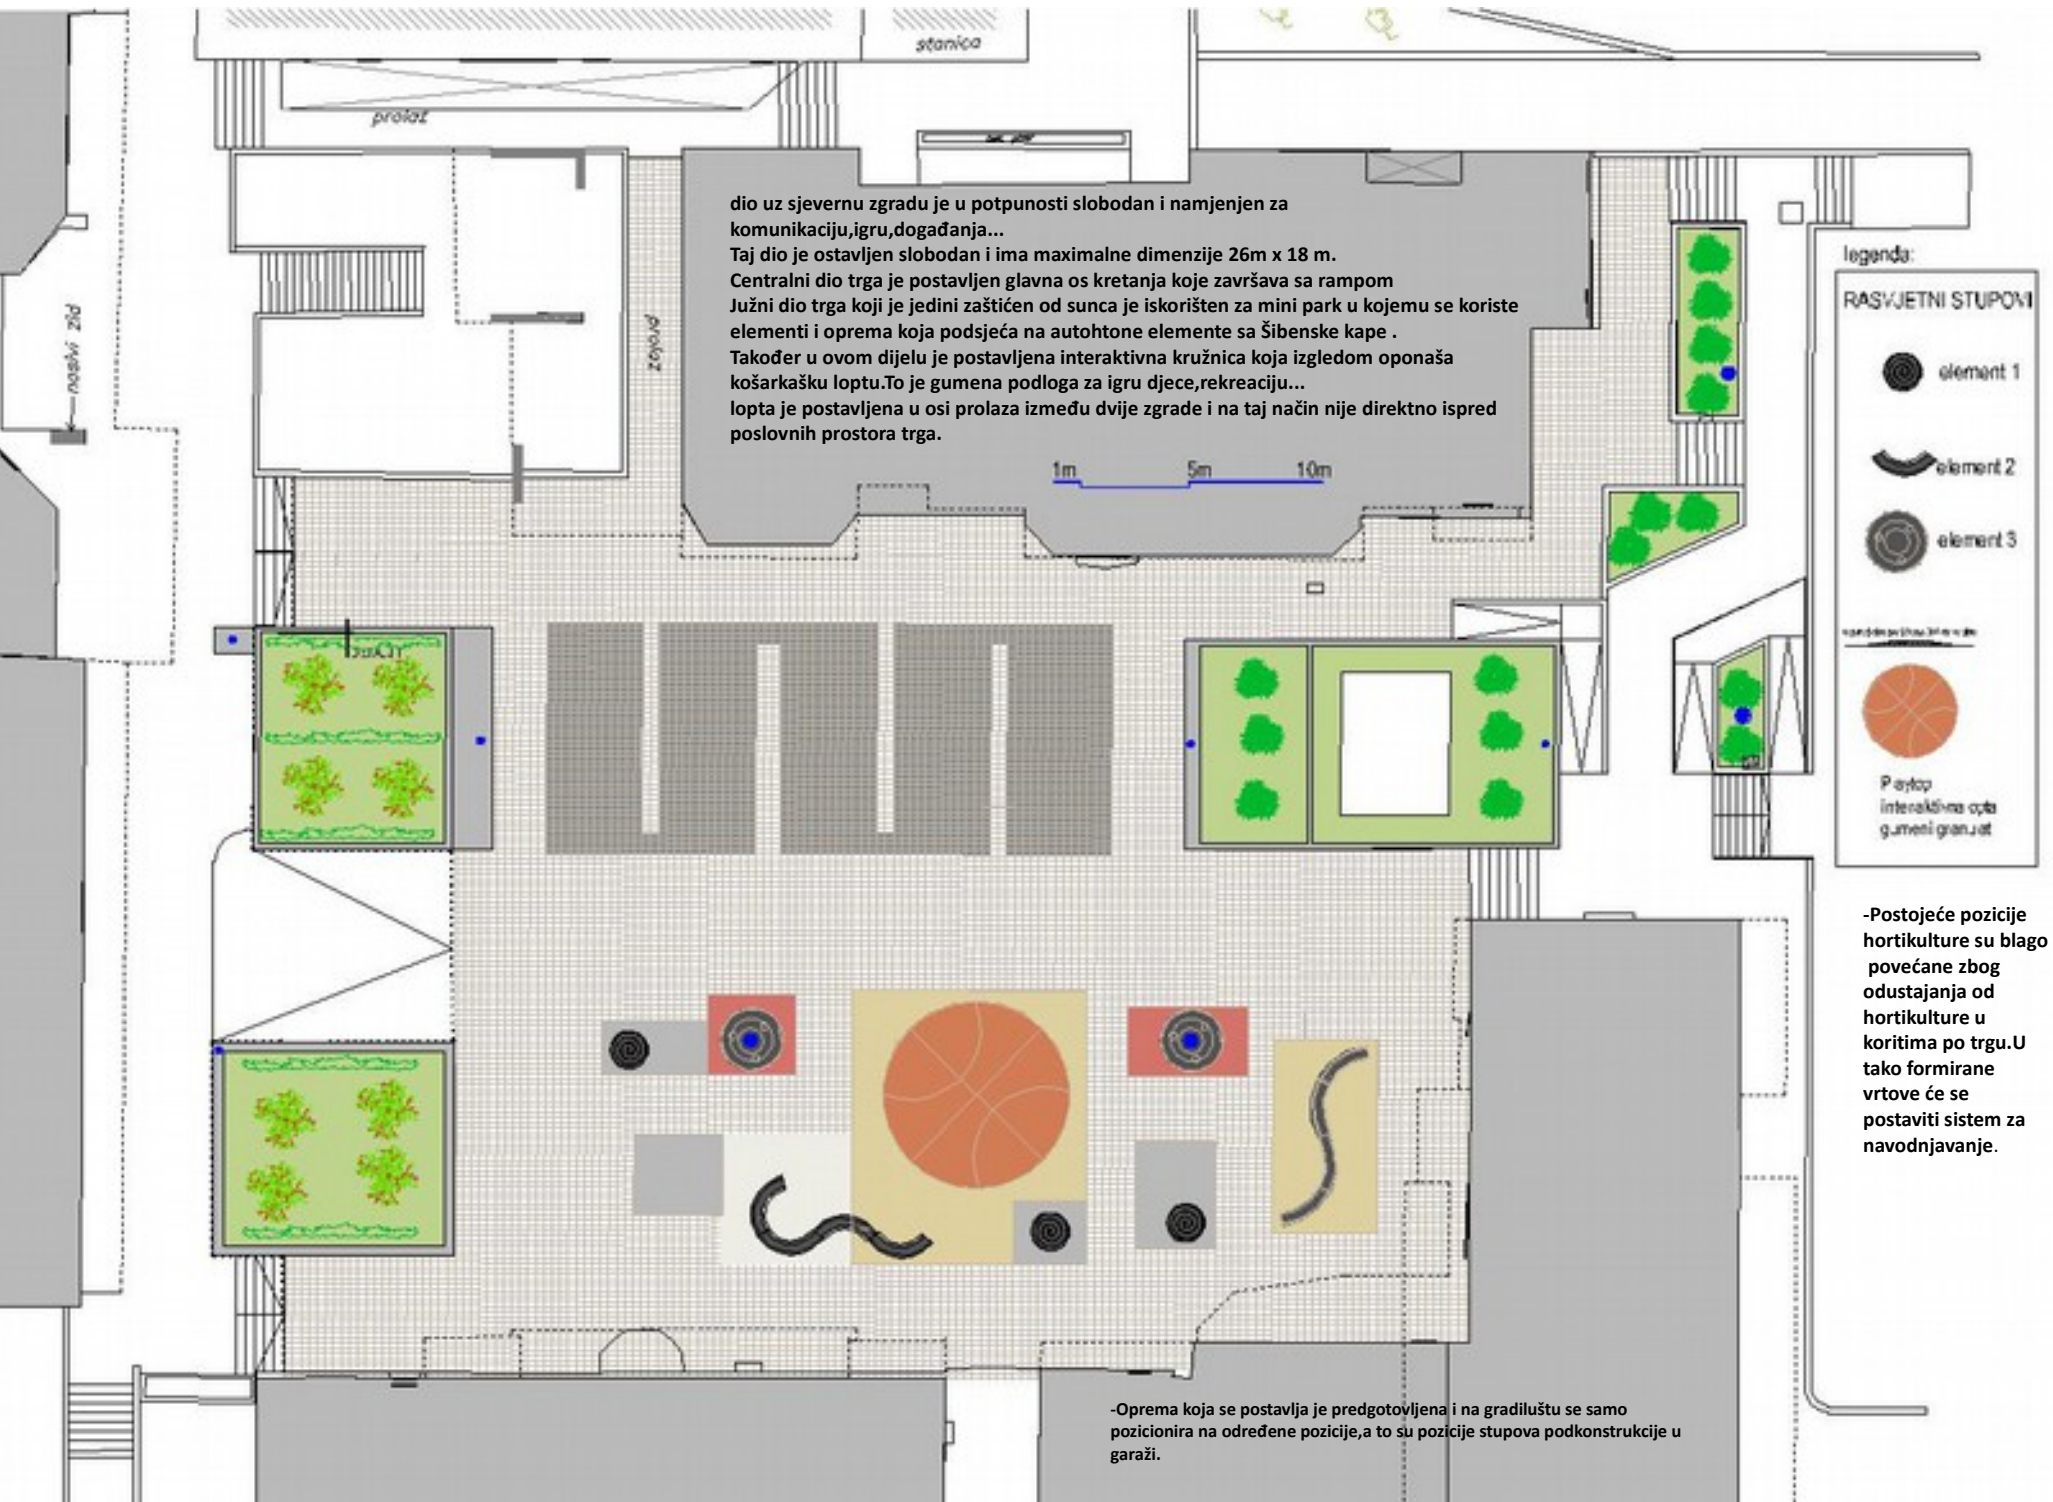 stanica
prolaz
dio uz sjevernu zgradu je u potpunosti slobodan i namjenjen za
komunikaciju,igru,događanja...
Taj dio je ostavljen slobodan i ima maximalne dimenzije 26m x 18 m.
Centralni dio trga je postavljen glavna os kretanja koje završava sa rampom
Južni dio trga koji je jedini zaštićen od sunca je iskorišten za mini park u kojemu se koriste
elementi i oprema koja podsjeća na autohtone elemente sa Šibenske kape .
Također u ovom dijelu je postavljena interaktivna kružnica koja izgledom oponaša
košarkašku loptu.To je gumena podloga za igru djece,rekreaciju...
lopta je postavljena u osi prolaza između dvije zgrade i na taj način nije direktno ispred
poslovnih prostora trga.
nosivi zid
prolaz
1m 5m 10m
legenda:
RASVJETNI STUPOVI
element 1
element 2
element 3
Playtop
interaktivna lopta
gumeni granulat
-Postojeće pozicije
hortikulture su blago
povećane zbog
odustajanja od
hortikulture u
koritima po trgu.U
tako formirane
vrtove će se
postaviti sistem za
navodnjavanje.
-Oprema koja se postavlja je predgotovljena i na gradiluštu se samo
pozicionira na određene pozicije,a to su pozicije stupova podkonstrukcije u
garaži.